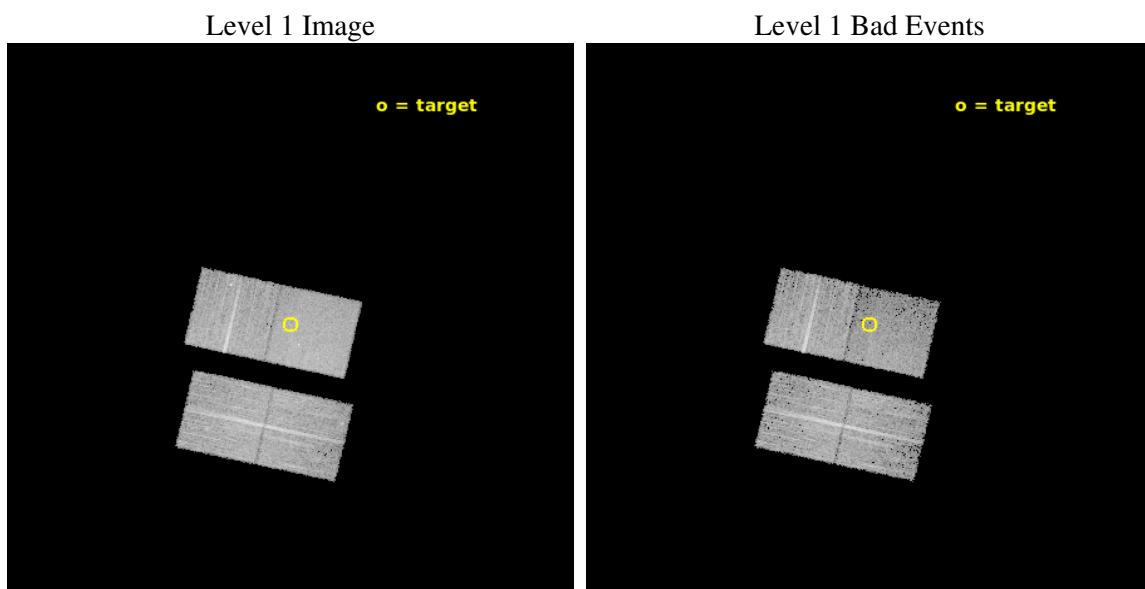 Level 1 Image
Level 1 Bad Events
o = target
o = target